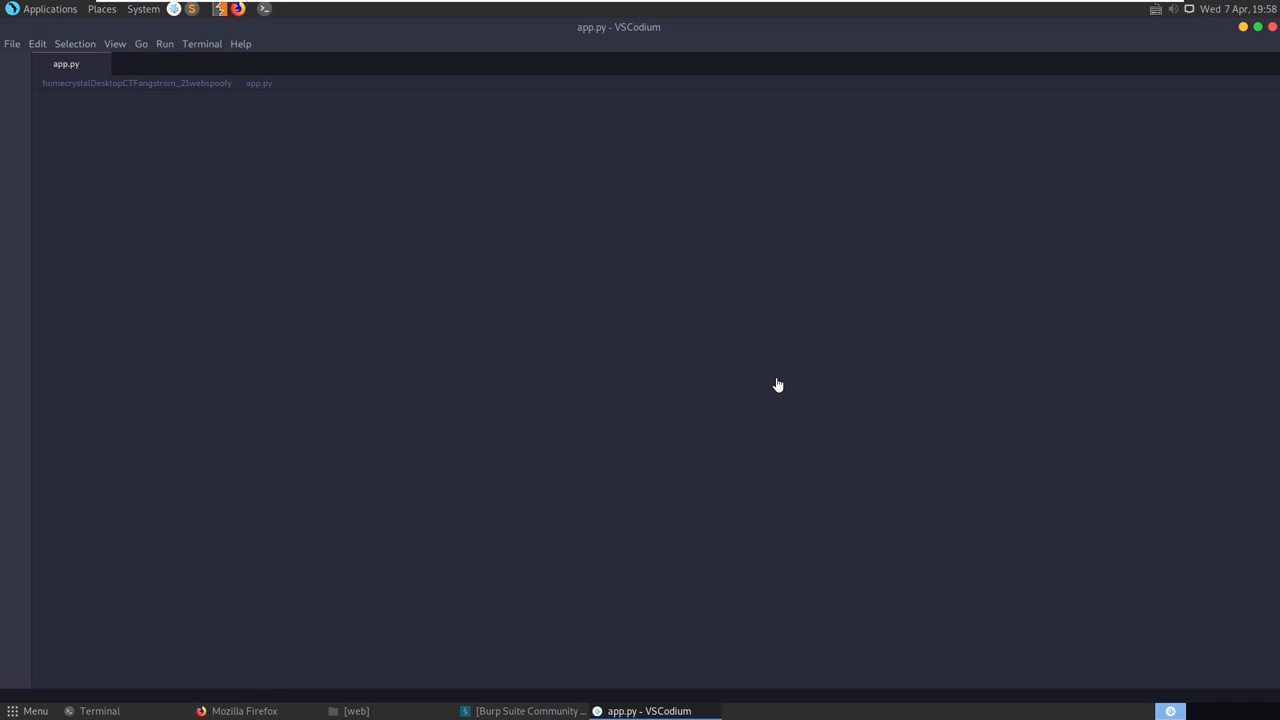 Applications Places System Wed 7 Apr, 19:58
app.py - VSCodium
File Edit Selection View Go Run Terminal Help
app.py
homecrystalDesktopCTFangstrom_21webspoofy app.py
Menu Terminal Mozilla Firefox [web] [Burp Suite Community ... app.py - VSCodium